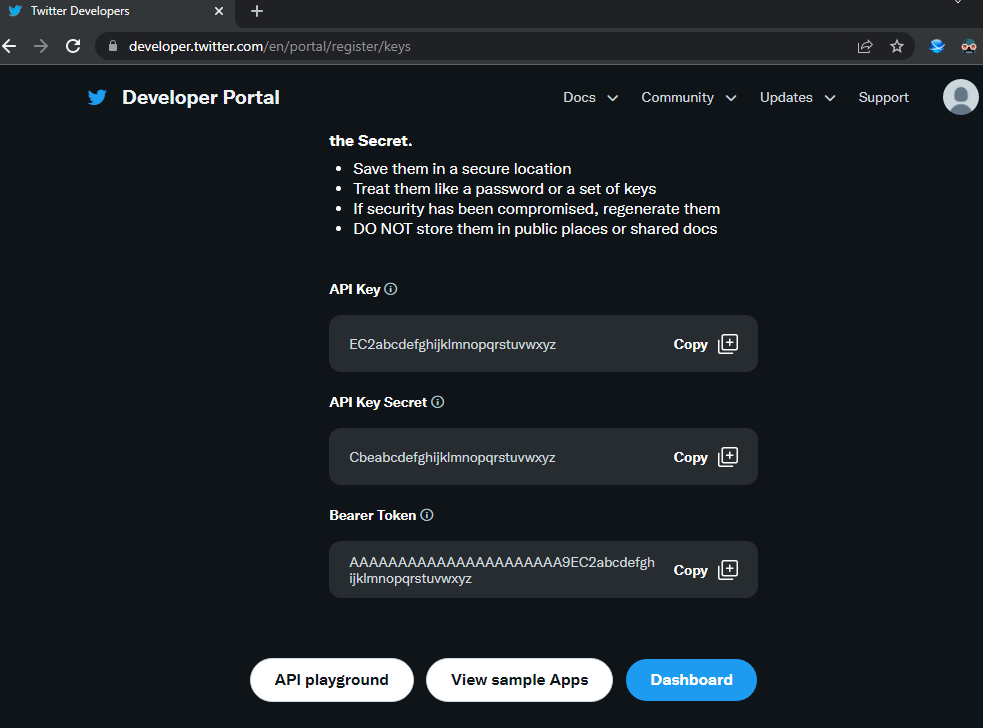 Twitter Developers
developer.twitter.com/en/portal/register/keys
Developer Portal
Docs
Community
Updates
Support
the Secret.
• Save them in a secure location
• Treat them like a password or a set of keys
• If security has been compromised, regenerate them
• DO NOT store them in public places or shared docs
API Key
EC2abcdefghijklmnopqrstuvwxyz
Copy
API Key Secret
Cbeabcdefghijklmnopqrstuvwxyz
Copy
Bearer Token
AAAAAAAAAAAAAAAAAAAAAA9EC2abcdefgh
ijklmnopqrstuvwxyz
Copy
API playground
View sample Apps
Dashboard